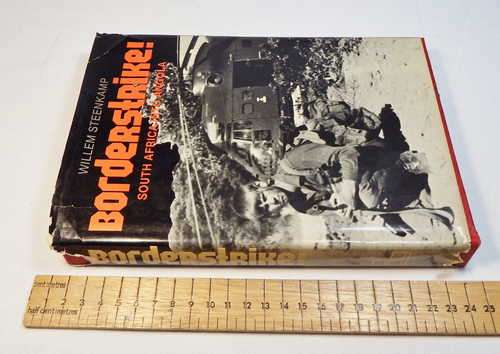 WILLEM STEENKAMP
BORDERSTRIKE!
SOUTH AFRICA INTO ANGOLA
BORDERSTRIKE!
centimetres
1 2 3 4 5 6 7 8 9 10 11 12 13 14 15 16 17 18 19 20 21 22 23 24 25
half centimetres